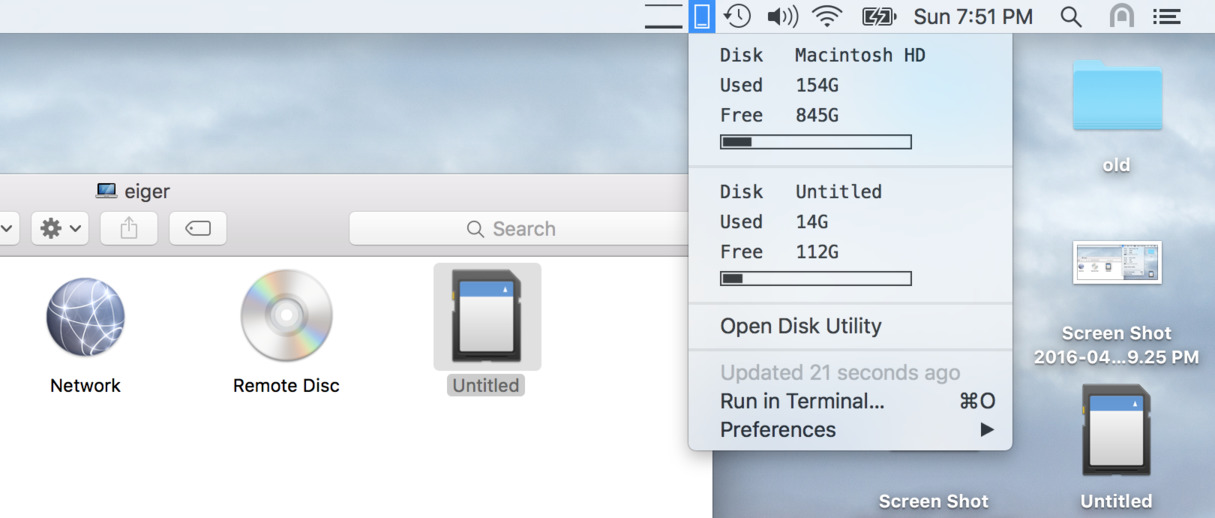 Sun 7:51 PM
Disk Macintosh HD
Used 154G
Free 845G
Disk Untitled
Used 14G
Free 112G
Open Disk Utility
Updated 21 seconds ago
Run in Terminal... ⌘O
Preferences ▶
eiger
Search
Network
Remote Disc
Untitled
old
Screen Shot
2016-04...9.25 PM
Untitled
Screen Shot